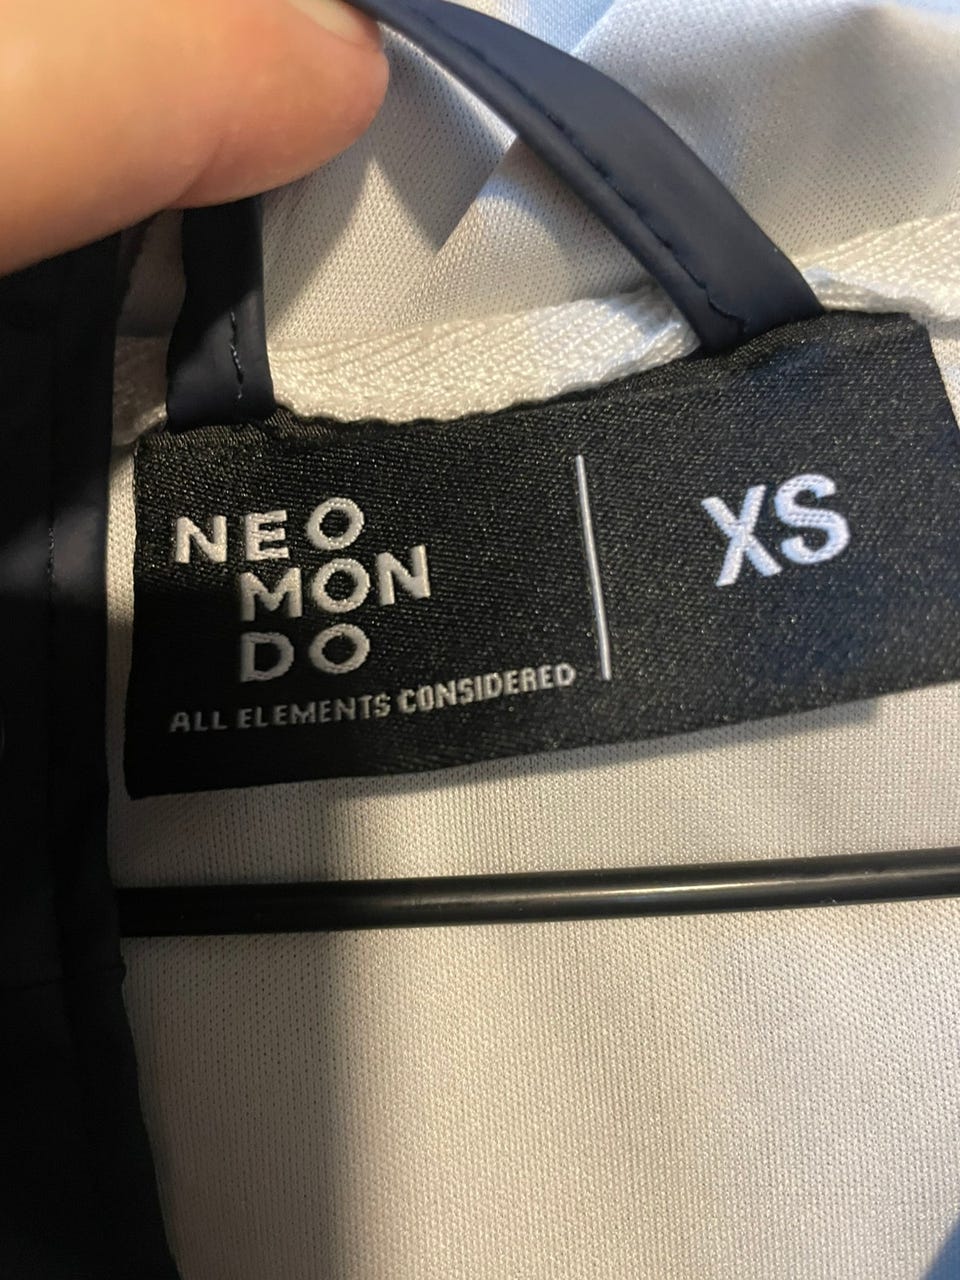 NEO
MON
DO
ALL ELEMENTS CONSIDERED
XS